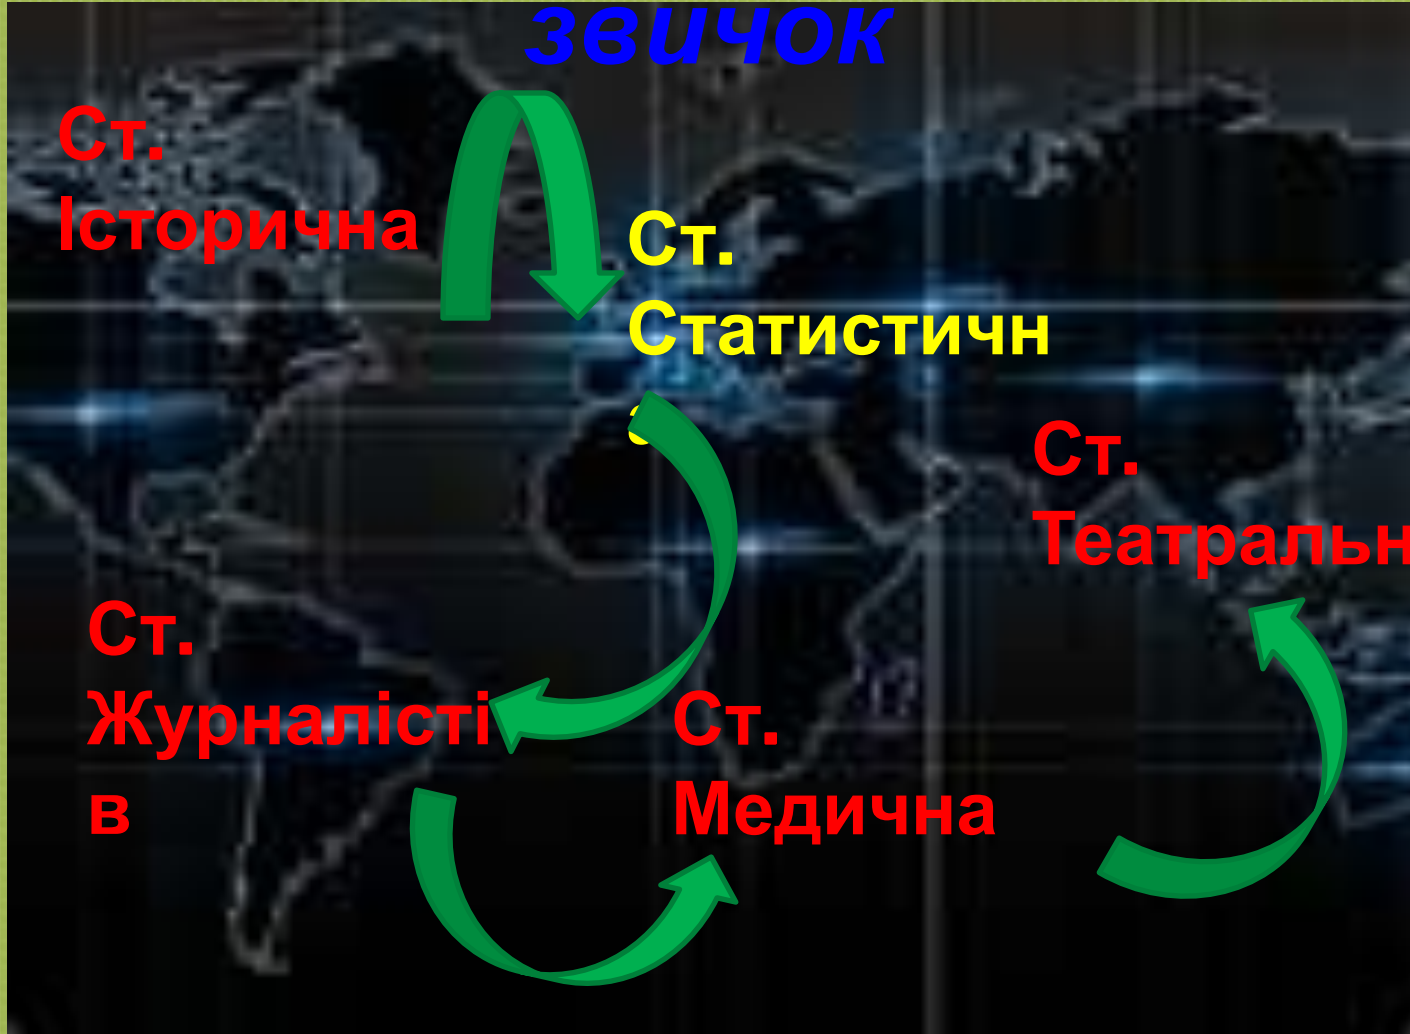 звичок
Ст.
Історична
Ст.
Статистичн
а
Ст.
Театральн
Ст.
Журналісті
в
Ст.
Медична